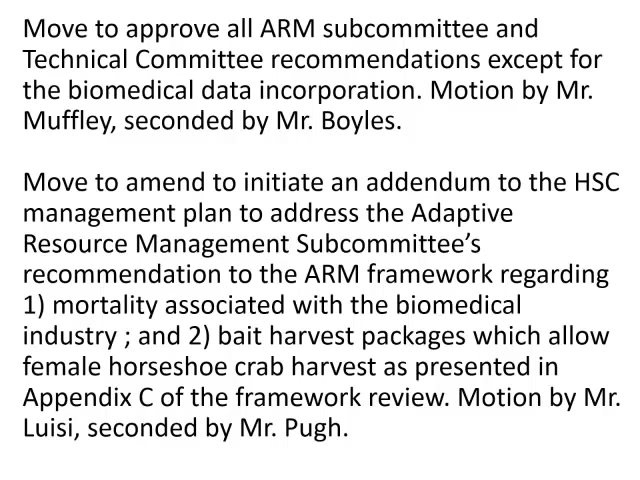 Move to approve all ARM subcommittee and
Technical Committee recommendations except for
the biomedical data incorporation. Motion by Mr.
Muffley, seconded by Mr. Boyles.
Move to amend to initiate an addendum to the HSC
management plan to address the Adaptive
Resource Management Subcommittee’s
recommendation to the ARM framework regarding
1) mortality associated with the biomedical
industry ; and 2) bait harvest packages which allow
female horseshoe crab harvest as presented in
Appendix C of the framework review. Motion by Mr.
Luisi, seconded by Mr. Pugh.